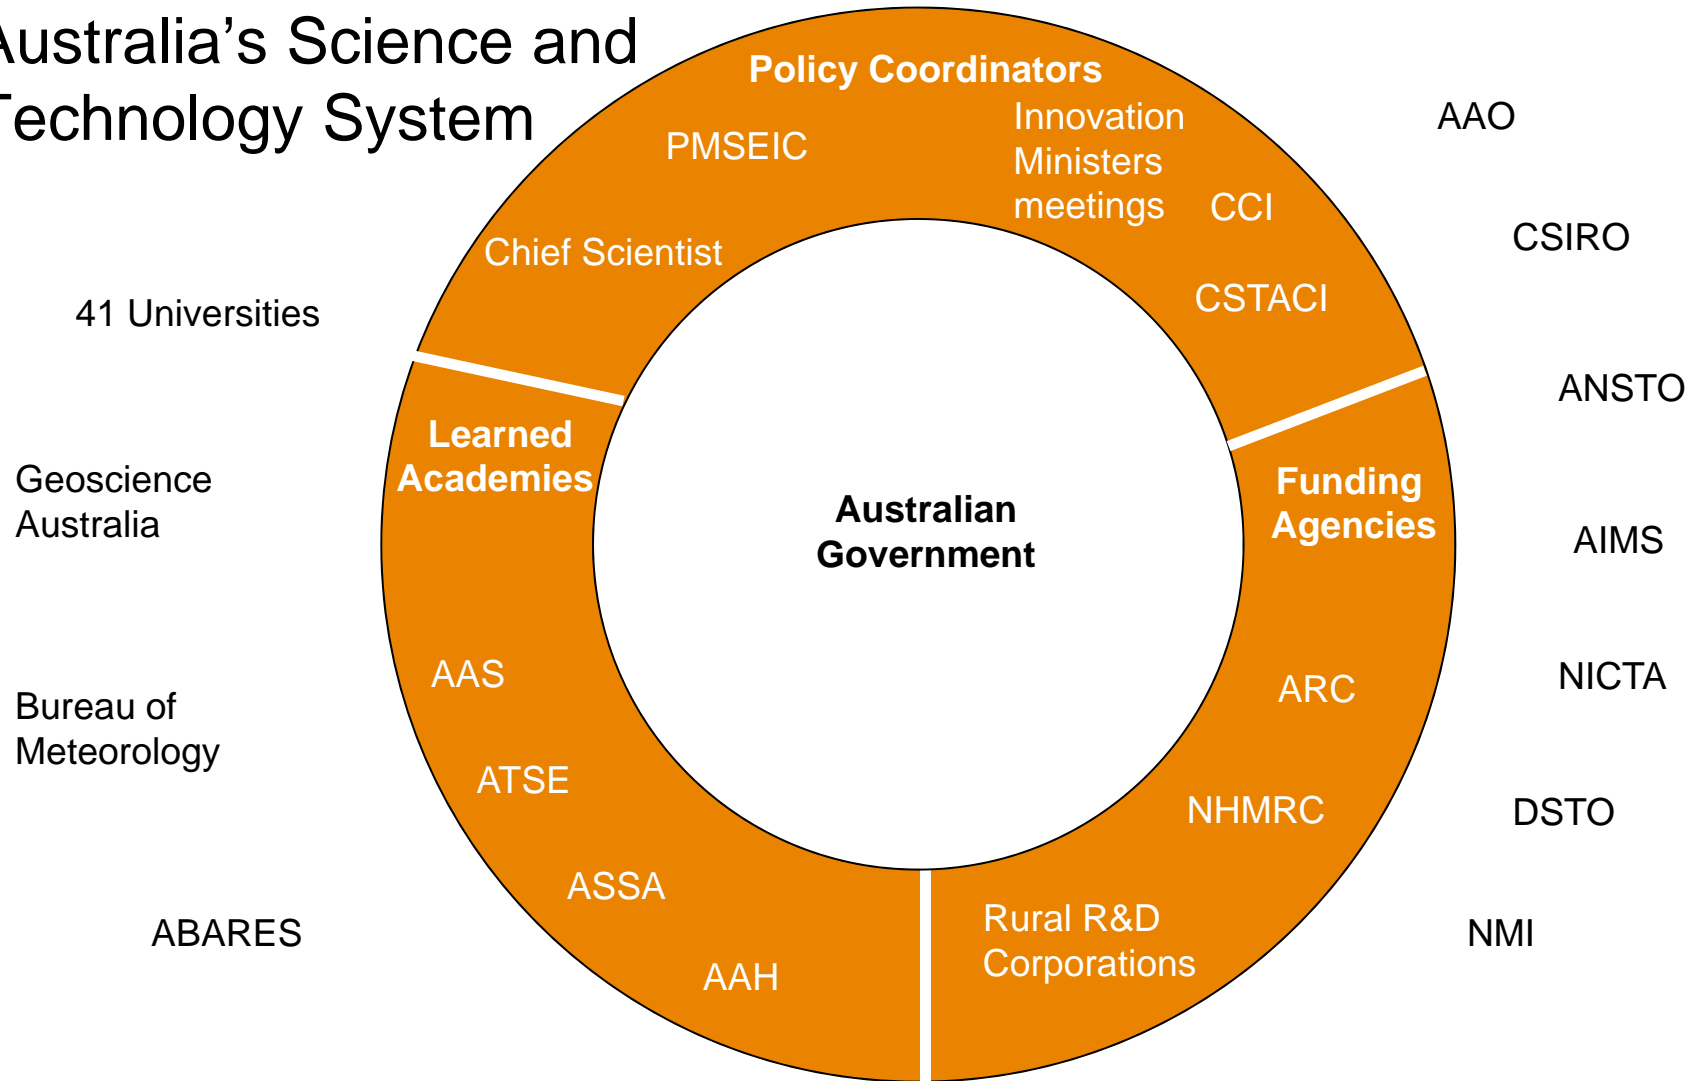 Australia's Science and
Technology System
Policy Coordinators
PMSEIC
Innovation
Ministers
meetings
CCI
Chief Scientist
CSTACI
Learned
Academies
AAS
ATSE
ASSA
AAH
Funding
Agencies
ARC
NHMRC
Rural R&D
Corporations
Australian
Government
41 Universities
Geoscience
Australia
Bureau of
Meteorology
ABARES
AAO
CSIRO
ANSTO
AIMS
NICTA
DSTO
NMI